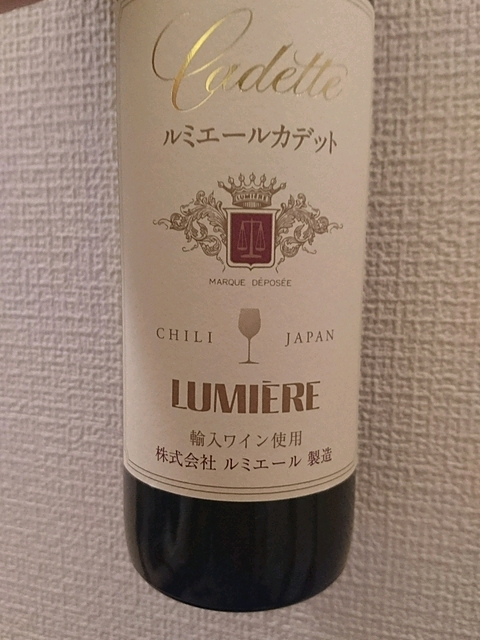 Cadette
ルミエールカデット
LUMIÈRE
MARQUE DÉPOSÉE
CHILI JAPAN
LUMIÈRE
輸入ワイン使用
株式会社 ルミエール 製造